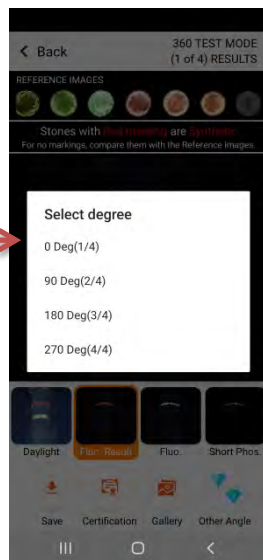 Back
360 TEST MODE
(1 of 4) RESULTS
REFERENCE IMAGES
Stones with Red marking are Synthetic.
For no markings, compare them with the Reference Images.
Select degree
0 Deg(1/4)
90 Deg(2/4)
180 Deg(3/4)
270 Deg(4/4)
Daylight
Fluo. Result
Fluo.
Short Phos.
Save
Certification
Gallery
Other Angle